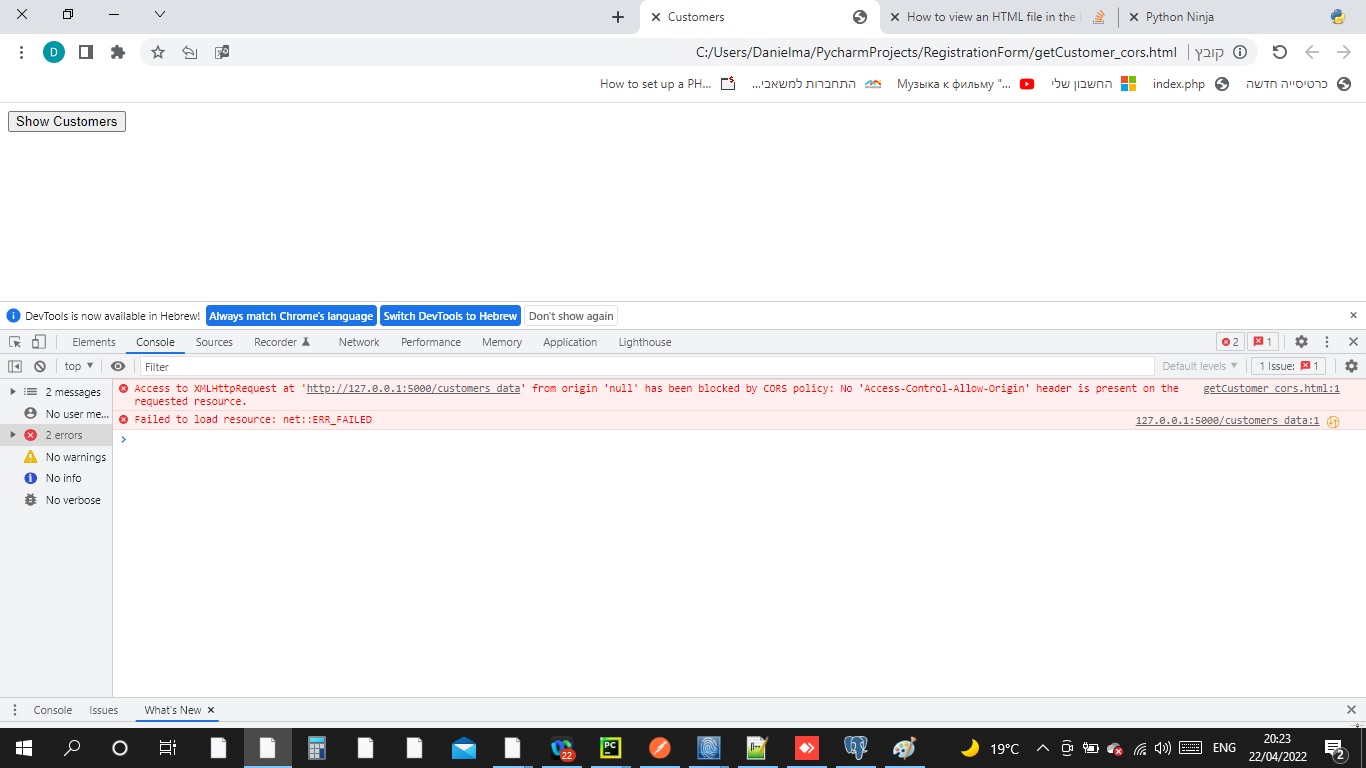 Customers
How to view an HTML file in the
Python Ninja
D
C:/Users/Danielma/PycharmProjects/RegistrationForm/getCustomer_cors.html
קובץ
How to set up a PH...
התחברות למשאבי...
Музыка к фильму "...
החשבון שלי
index.php
כרטיסייה חדשה
Show Customers
DevTools is now available in Hebrew!
Always match Chrome's language
Switch DevTools to Hebrew
Don't show again
Elements
Console
Sources
Recorder
Network
Performance
Memory
Application
Lighthouse
2
1
top
Filter
Default levels
1 Issue:
1
2 messages
No user me...
2 errors
No warnings
No info
No verbose
Access to XMLHttpRequest at 'http://127.0.0.1:5000/customers_data' from origin 'null' has been blocked by CORS policy: No 'Access-Control-Allow-Origin' header is present on the
requested resource.
getCustomer_cors.html:1
Failed to load resource: net::ERR_FAILED
127.0.0.1:5000/customers_data:1
Console
Issues
What's New
22
PC
19°C
ENG
20:23
22/04/2022
2